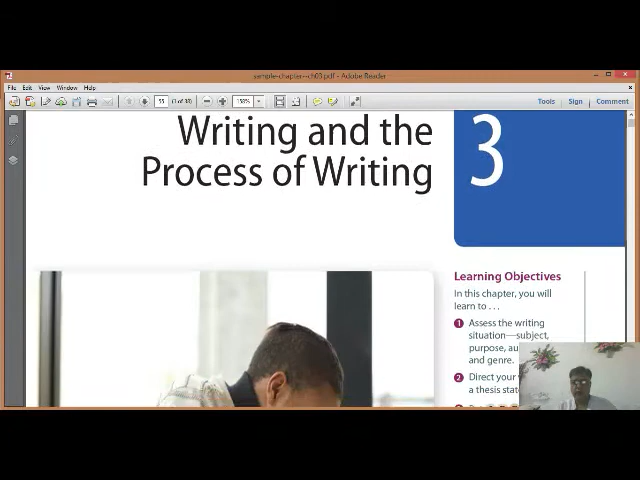 sample-chapter--ch03.pdf - Adobe Reader
File Edit View Window Help
55 (1 of 38) 158% Tools Sign Comment
Writing and the
Process of Writing
3
Learning Objectives
In this chapter, you will
learn to . . .
1 Assess the writing
situation—subject,
purpose, au
and genre.
2 Direct your
a thesis stat